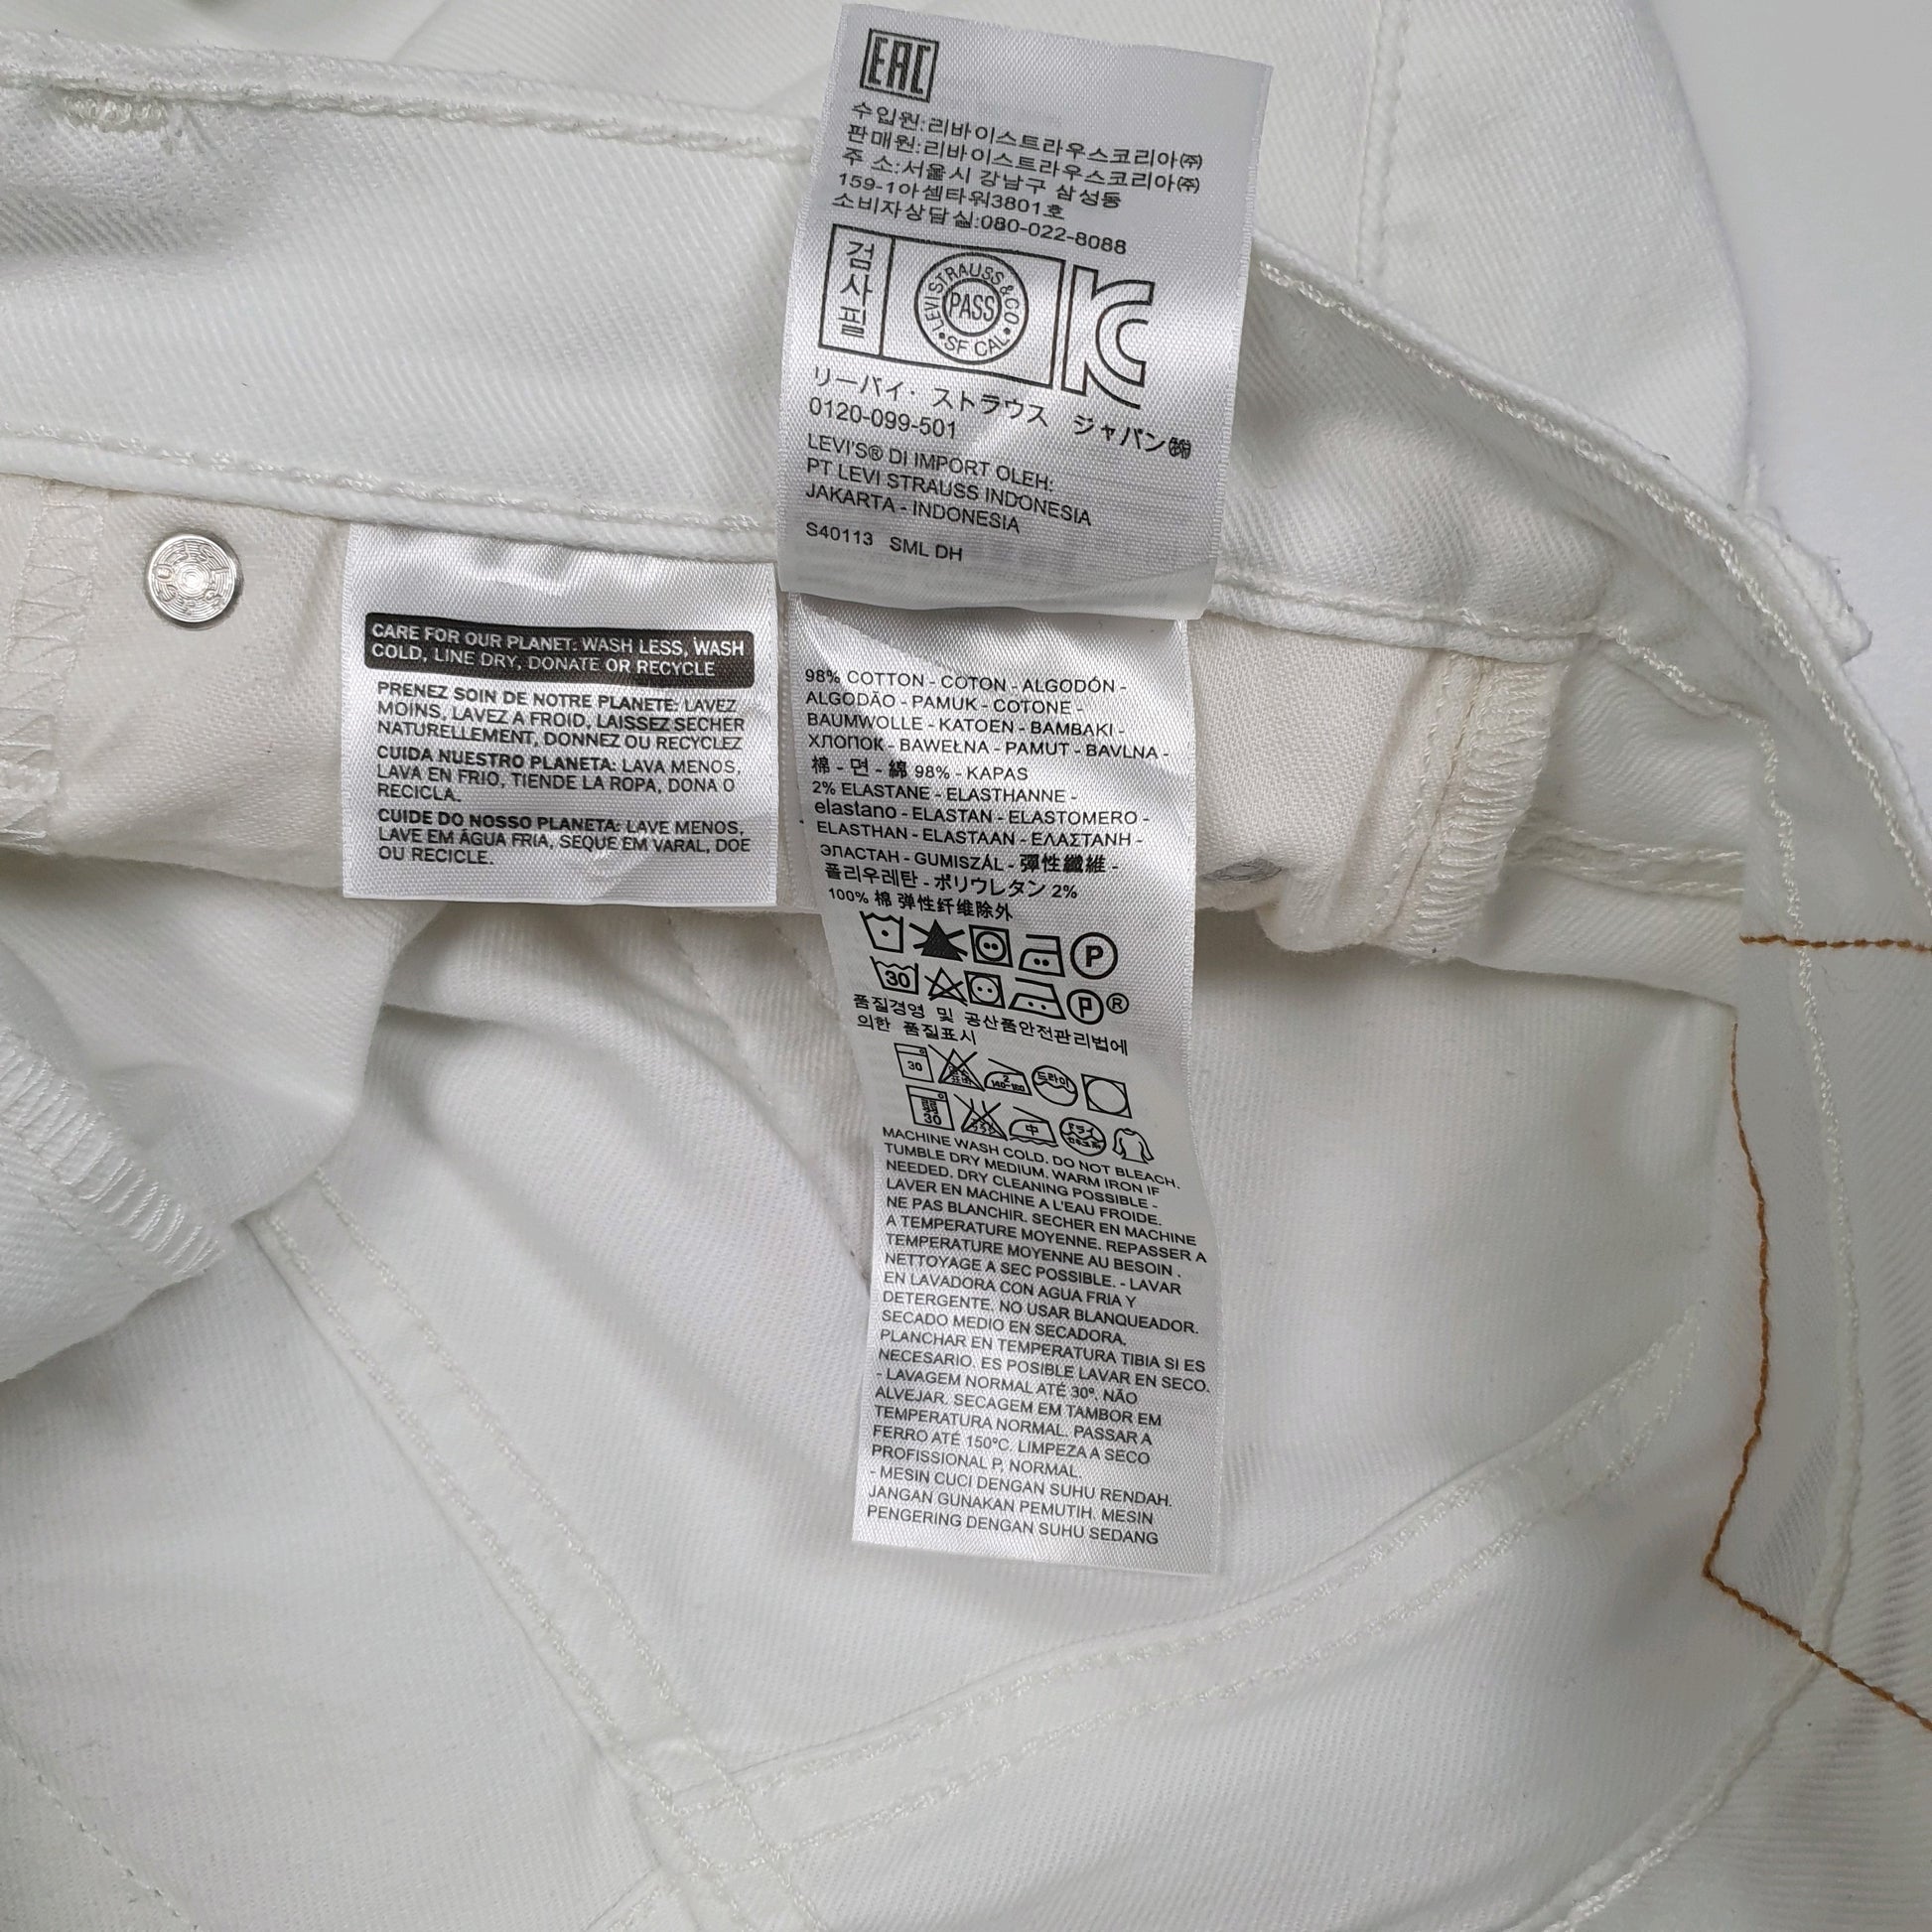 EAC
수입원:리바이스트라우스코리아㈜
판매원:리바이스트라우스코리아㈜
주 소:서울시 강남구 삼성동
159-1아셈타워3801호
소비자상담실:080-022-8088
검사필
LEVI STRAUSS & CO
PASS
SF CAL
リーバイ・ストラウス ジャパン㈱
0120-099-501
LEVI'S® DI IMPORT OLEH:
PT LEVI STRAUSS INDONESIA
JAKARTA - INDONESIA
S40113 SML DH
CARE FOR OUR PLANET: WASH LESS, WASH
COLD, LINE DRY, DONATE OR RECYCLE
PRENEZ SOIN DE NOTRE PLANETE: LAVEZ
MOINS, LAVEZ A FROID, LAISSEZ SECHER
NATURELLEMENT, DONNEZ OU RECYCLEZ
CUIDA NUESTRO PLANETA: LAVA MENOS,
LAVA EN FRIO, TIENDE LA ROPA, DONA O
RECICLA.
CUIDE DO NOSSO PLANETA: LAVE MENOS,
LAVE EM ÁGUA FRIA, SEQUE EM VARAL, DOE
OU RECICLE.
98% COTTON - COTON - ALGODÓN -
ALGODÃO - PAMUK - COTONE -
BAUMWOLLE - KATOEN - BAMBAKI -
ХЛОПОК - BAWEŁNA - PAMUT - BAVLNA -
棉 - 면 - 綿 98% - KAPAS
2% ELASTANE - ELASTHANNE -
elastano - ELASTAN - ELASTOMERO -
ELASTHAN - ELASTAAN - ΕΛΑΣΤΑΝΗ -
ЭЛАСТАН - GUMISZÁL - 彈性纖維 -
폴리우레탄 - ポリウレタン 2%
100% 棉 弹性纤维除外
P
30 P ®
품질경영 및 공산품안전관리법에
의한 품질표시
30 2 140-160 드라이
弱 30 中 ドライ
MACHINE WASH COLD. DO NOT BLEACH.
TUMBLE DRY MEDIUM. WARM IRON IF
NEEDED. DRY CLEANING POSSIBLE -
LAVER EN MACHINE A L'EAU FROIDE.
NE PAS BLANCHIR. SECHER EN MACHINE
A TEMPERATURE MOYENNE. REPASSER A
TEMPERATURE MOYENNE AU BESOIN .
NETTOYAGE A SEC POSSIBLE. - LAVAR
EN LAVADORA CON AGUA FRIA Y
DETERGENTE. NO USAR BLANQUEADOR.
SECADO MEDIO EN SECADORA.
PLANCHAR EN TEMPERATURA TIBIA SI ES
NECESARIO. ES POSIBLE LAVAR EN SECO.
- LAVAGEM NORMAL ATÉ 30º. NÃO
ALVEJAR. SECAGEM EM TAMBOR EM
TEMPERATURA NORMAL. PASSAR A
FERRO ATÉ 150ºC. LIMPEZA A SECO
PROFISSIONAL P, NORMAL.
- MESIN CUCI DENGAN SUHU RENDAH.
JANGAN GUNAKAN PEMUTIH. MESIN
PENGERING DENGAN SUHU SEDANG